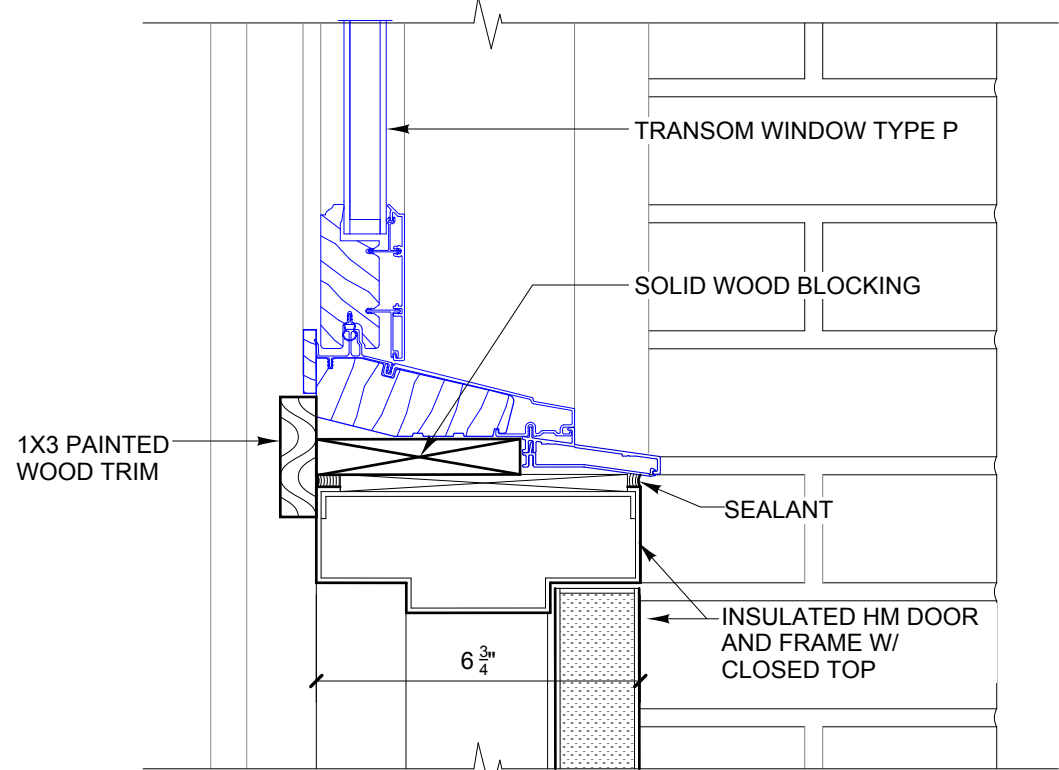 TRANSOM WINDOW TYPE P
SOLID WOOD BLOCKING
1X3 PAINTED
WOOD TRIM
SEALANT
INSULATED HM DOOR
AND FRAME W/
CLOSED TOP
6 3/4"